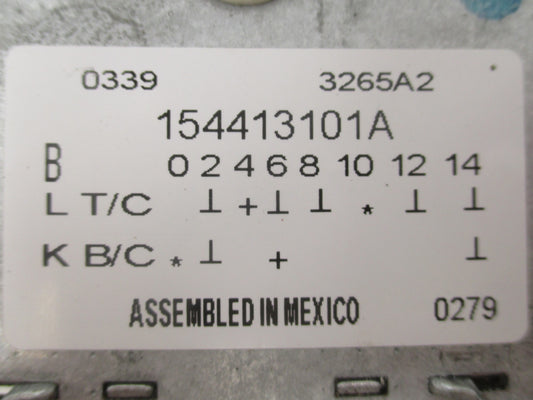 0339 3265A2
154413101A
B 0 2 4 6 8 10 12 14
L T/C ⊥ + ⊥ ⊥ * ⊥ ⊥
K B/C * ⊥ + ⊥
ASSEMBLED IN MEXICO 0279